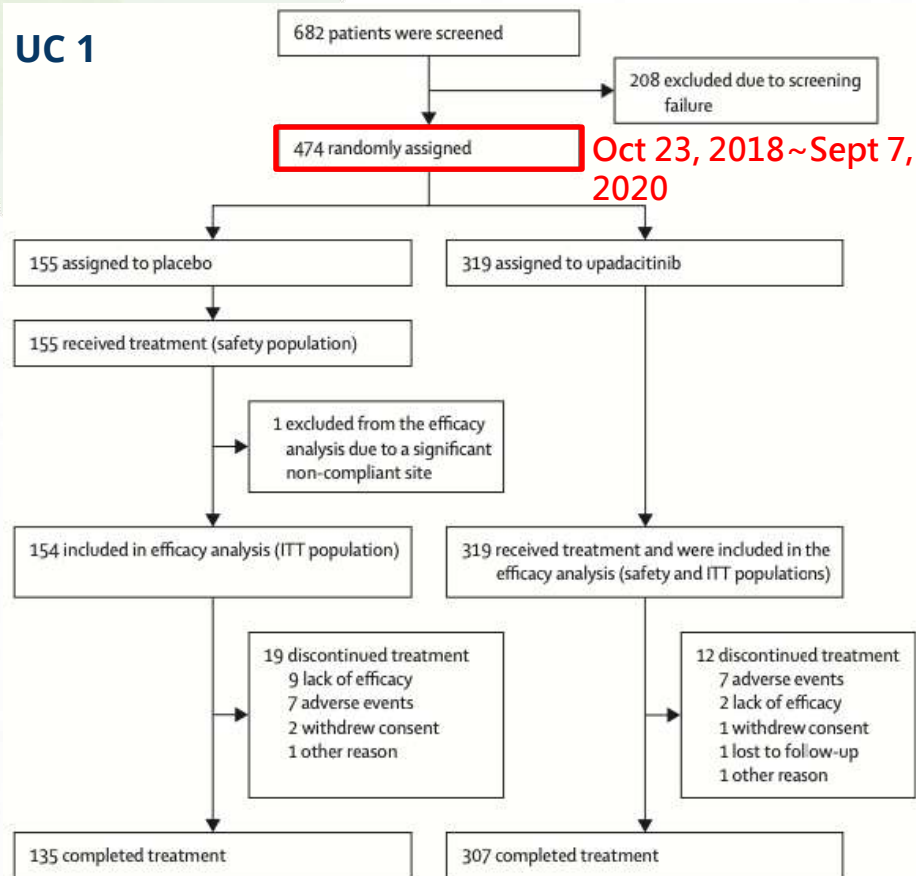 UC 1
682 patients were screened
208 excluded due to screening
failure
474 randomly assigned
Oct 23, 2018~Sept 7,
2020
155 assigned to placebo
319 assigned to upadacitinib
155 received treatment (safety population)
1 excluded from the efficacy
analysis due to a significant
non-compliant site
154 included in efficacy analysis (ITT population)
319 received treatment and were included in the
efficacy analysis (safety and ITT populations)
19 discontinued treatment
9 lack of efficacy
7 adverse events
2 withdrew consent
1 other reason
12 discontinued treatment
7 adverse events
2 lack of efficacy
1 withdrew consent
1 lost to follow-up
1 other reason
135 completed treatment
307 completed treatment